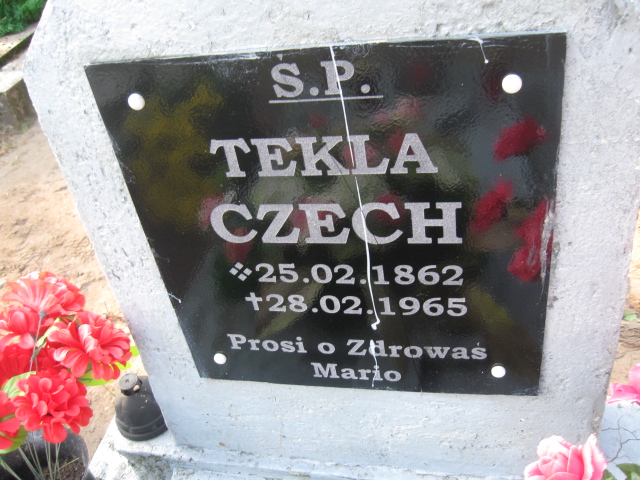 Ś.P.
TEKLA
CZECH
❖25.02.1862
†28.02.1965
Prosi o Zdrowaś
Mario